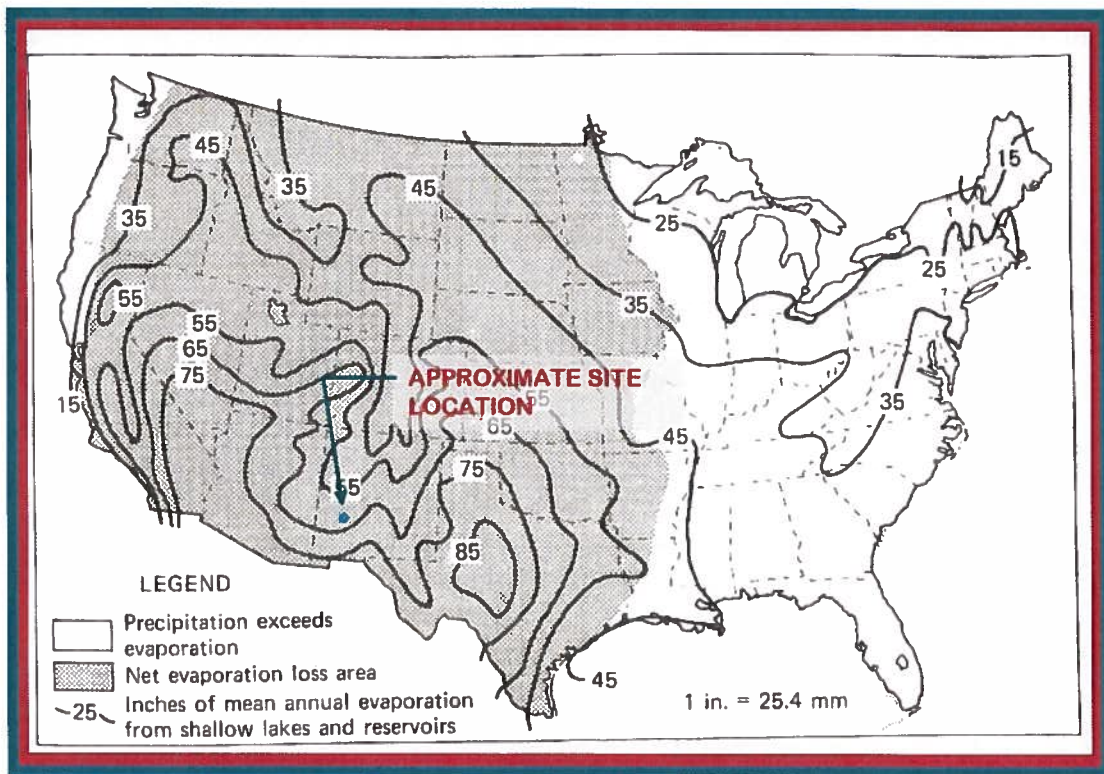 45
15
35
45
35
25
25
55
35
55
65
75
APPROXIMATE SITE
LOCATION
55
65
35
15
45
75
55
85
LEGEND
Precipitation exceeds
evaporation
Net evaporation loss area
45
25
Inches of mean annual evaporation
1 in. = 25.4 mm
from shallow lakes and reservoirs